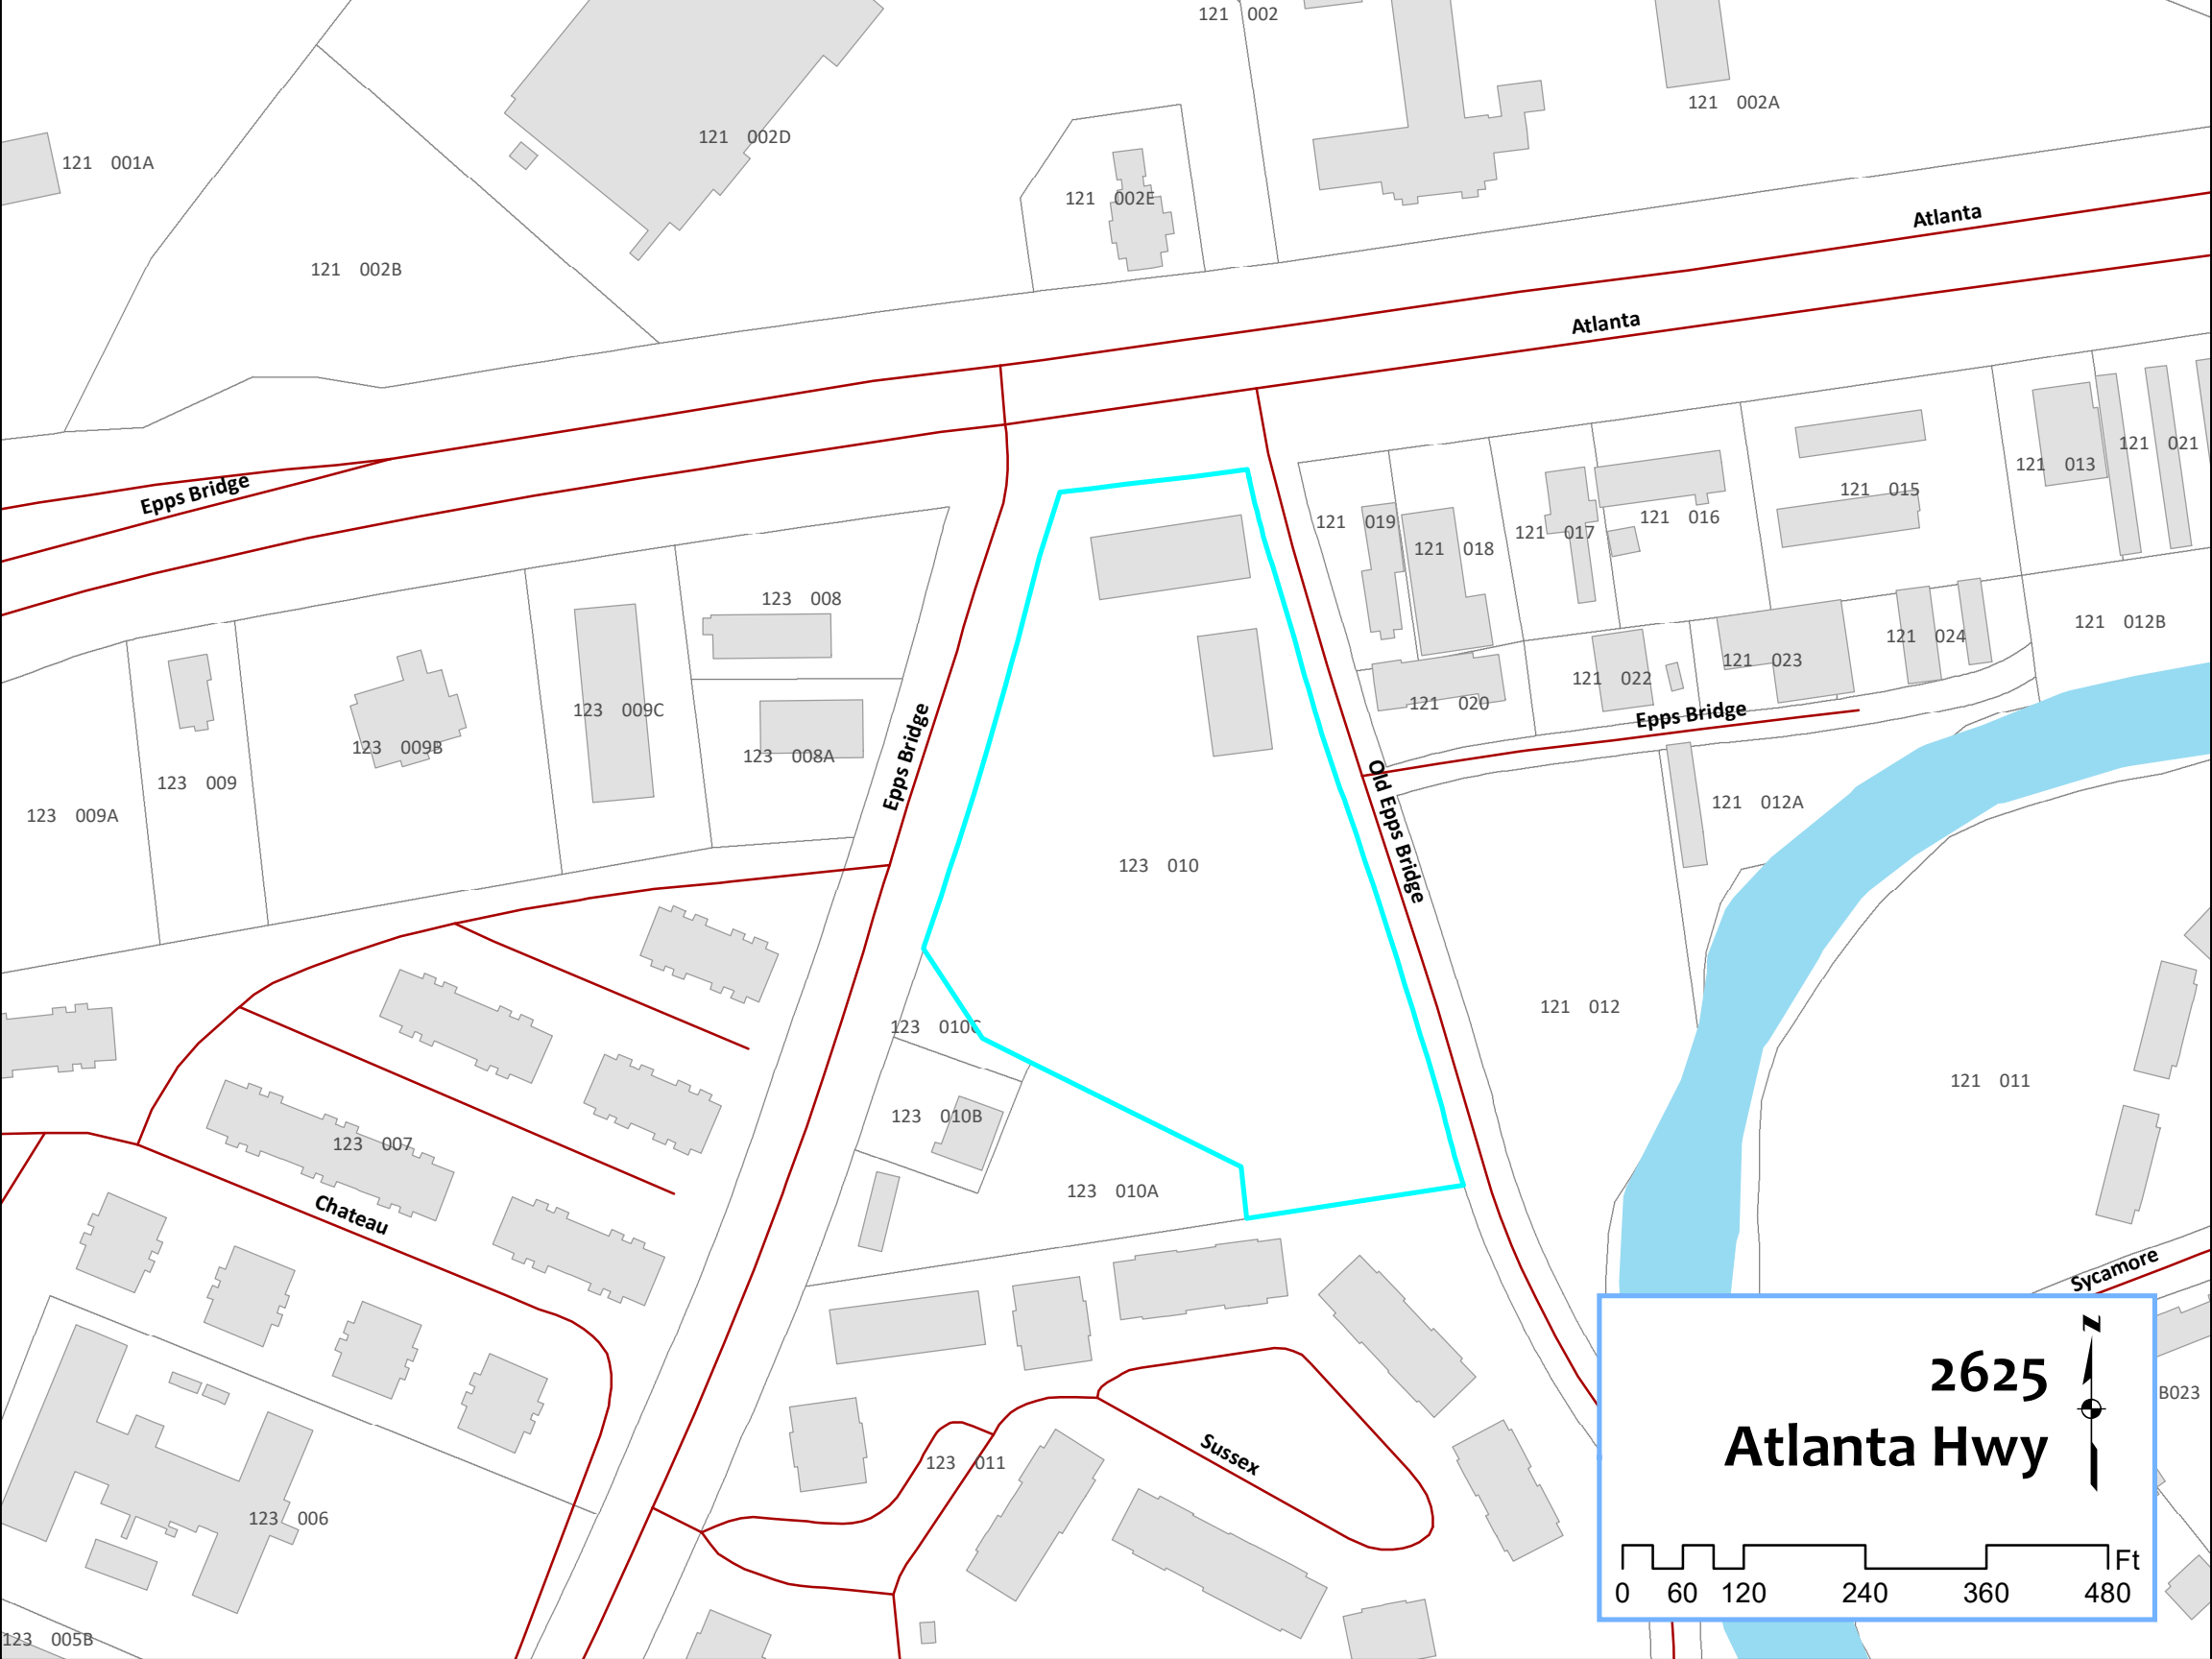 121 002
121 002A
121 002D
121 001A
121 002E
Atlanta
121 002B
Atlanta
121 021
121 013
Epps Bridge
121 015
121 016
121 019
121 017
121 018
123 008
121 012B
121 024
121 023
121 022
121 020
123 009C
Epps Bridge
123 009B
123 008A
Epps Bridge
123 009
121 012A
123 009A
Old Epps Bridge
123 010
121 012
123 010C
121 011
123 010B
123 007
123 010A
Chateau
Sycamore
2625
Atlanta Hwy
N
B023
Sussex
123 011
123 006
Ft
0 60 120 240 360 480
123 005B